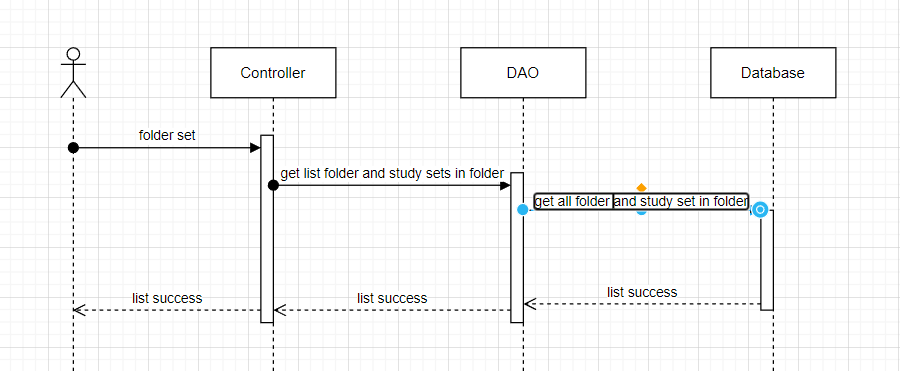 Controller
DAO
Database
folder set
get list folder and study sets in folder
get all folder and study set in folder
list success
list success
list success